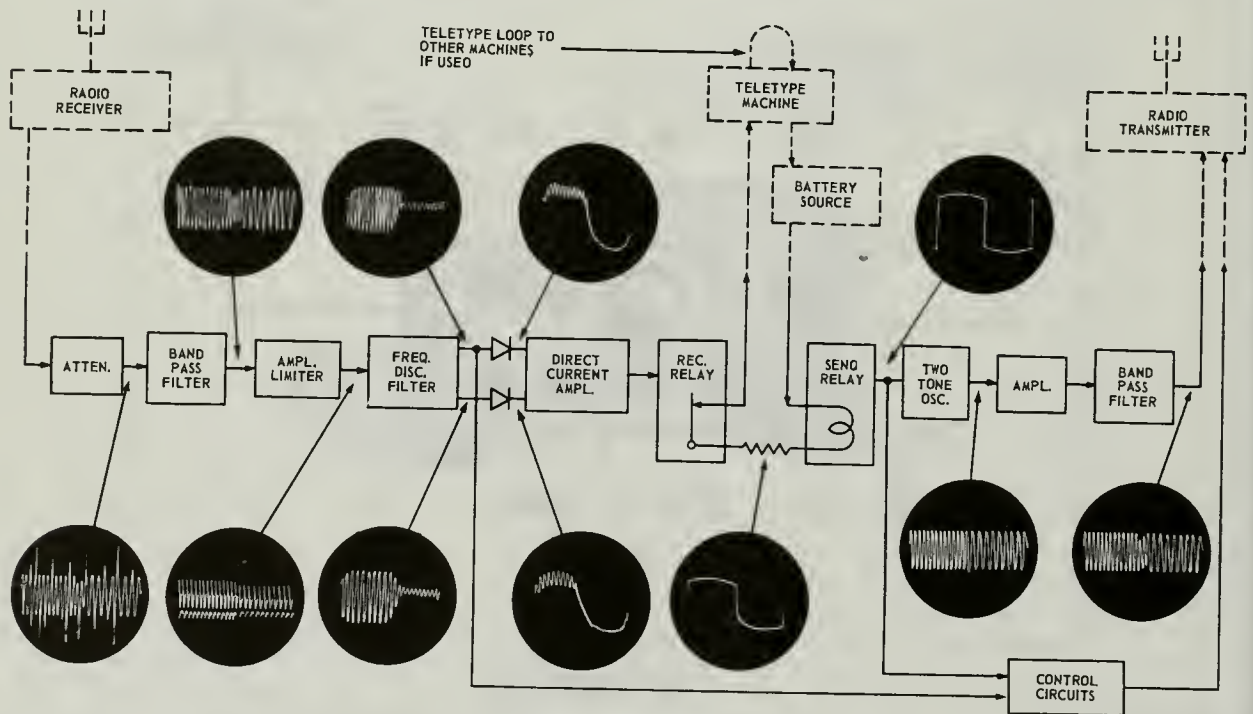 TELETYPE LOOP TO
OTHER MACHINES
IF USED
RADIO
RECEIVER
TELETYPE
MACHINE
RADIO
TRANSMITTER
BATTERY
SOURCE
ATTEN.
BAND
PASS
FILTER
AMPL.
LIMITER
FREQ.
DISC.
FILTER
DIRECT
CURRENT
AMPL.
REC.
RELAY
SEND
RELAY
TWO
TONE
OSC.
AMPL.
BAND
PASS
FILTER
CONTROL
CIRCUITS